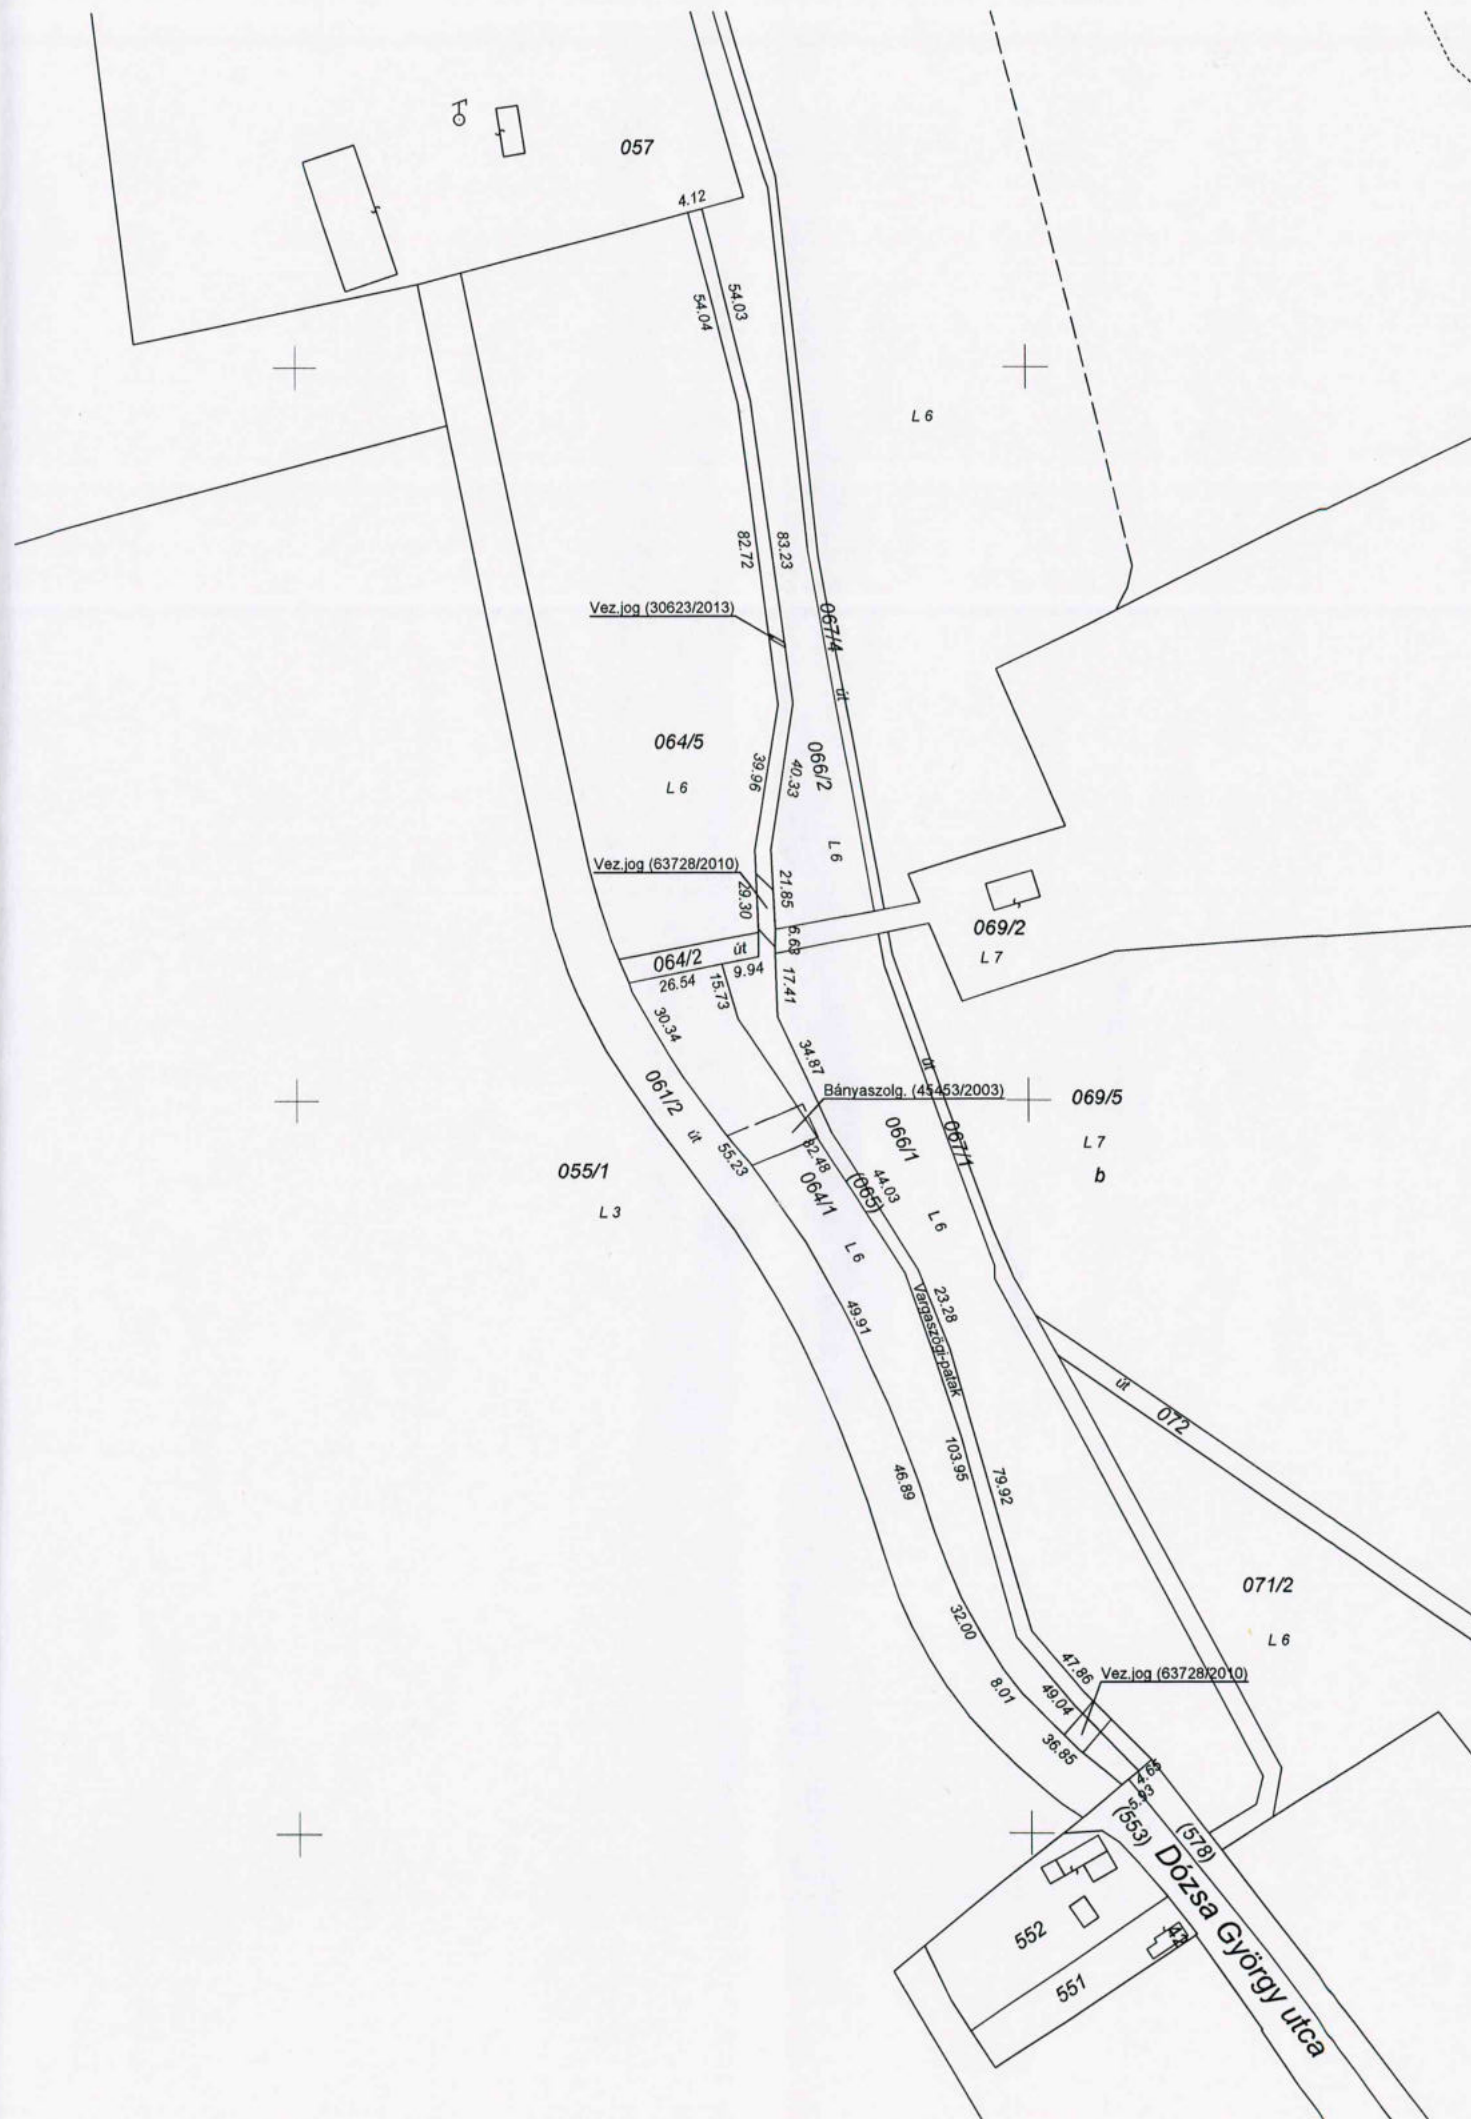 057
4.12
54.03
54.04
L 6
82.72
83.23
Vez.jog (30623/2013)
067/4
út
064/5
066/2
39.96
40.33
L 6
L 6
Vez.jog (63728/2010)
21.85
29.30
069/2
6.63
út
064/2
L 7
9.94
26.54
15.73
17.41
30.34
34.87
út
061/2
Bányaszolg. (45453/2003)
069/5
út
066/1
067/1
L 7
55.23
82.48
055/1
064/1
(065)
44.03
b
L 3
L 6
L 6
23.28
49.91
Vargaszögi-patak
út
072
103.95
46.89
79.92
071/2
32.00
L 6
47.86
Vez.jog (63728/2010)
8.01
49.04
36.85
4.65
5.93
(553)
(578)
Dózsa György utca
552
42
551